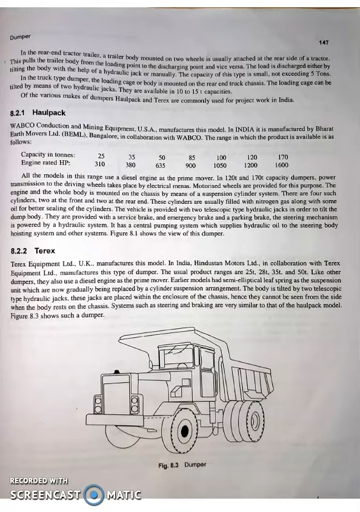 Dumper
147
In the rear-end tractor trailer, a trailer body mounted on two wheels is usually attached at the rear side of a tractor.
This pulls the trailer body from the loading point to the discharging point and vice versa. The load is discharged either by
tilting the body with the help of a hydraulic jack or manually. The capacity of this type is small, not exceeding 5 Tons.
In the truck type dumper, the loading cage or body is mounted on the rear end truck chassis. The loading cage can be
tilted by means of two hydraulic jacks. They are available in 10 to 15 t capacities.
Of the various makes of dumpers Haulpack and Terex are commonly used for project work in India.
8.2.1 Haulpack
WABCO Conduction and Mining Equipment, U.S.A., manufactures this model. In INDIA it is manufactured by Bharat
Earth Movers Ltd. (BEML), Bangalore, in collaboration with WABCO. The range in which the product is available is as
follows:
Capacity in tonnes: 25 35 50 85 100 120 170
Engine rated HP: 310 380 635 900 1050 1200 1600
All the models in this range use a diesel engine as the prime mover. In 120t and 170t capacity dumpers, power
transmission to the driving wheels takes place by electrical menas. Motorised wheels are provided for this purpose. The
engine and the whole body is mounted on the chassis by means of a suspension cylinder system. There are four such
cylinders, two at the front and two at the rear end. These cylinders are usually filled with nitrogen gas along with some
oil for better sealing of the cylinders. The vehicle is provided with two telescopic type hydraulic jacks in order to tilt the
dump body. They are provided with a service brake, and emergency brake and a parking brake, the steering mechanism
is powered by a hydraulic system. It has a central pumping system which supplies hydraulic oil to the steering body
hoisting system and other systems. Figure 8.1 shows the view of this dumper.
8.2.2 Terex
Terex Equipment Ltd., U.K., manufactures this model. In India, Hindustan Motors Ltd., in collaboration with Terex
Equipment Ltd., manufactures this type of dumper. The usual product ranges are 25t, 28t, 35t, and 50t. Like other
dumpers, they also use a diesel engine as the prime mover. Earlier models had semi-elliptical leaf spring as the suspension
unit which are now gradually being replaced by a cylinder suspension arrangement. The body is tilted by two telescopic
type hydraulic jacks, these jacks are placed within the enclosure of the chassis, hence they cannot be seen from the side
when the body rests on the chassis. Systems such as steering and braking are very similar to that of the haulpack model.
Figure 8.3 shows such a dumper.
Fig. 8.3 Dumper
RECORDED WITH
SCREENCAST MATIC